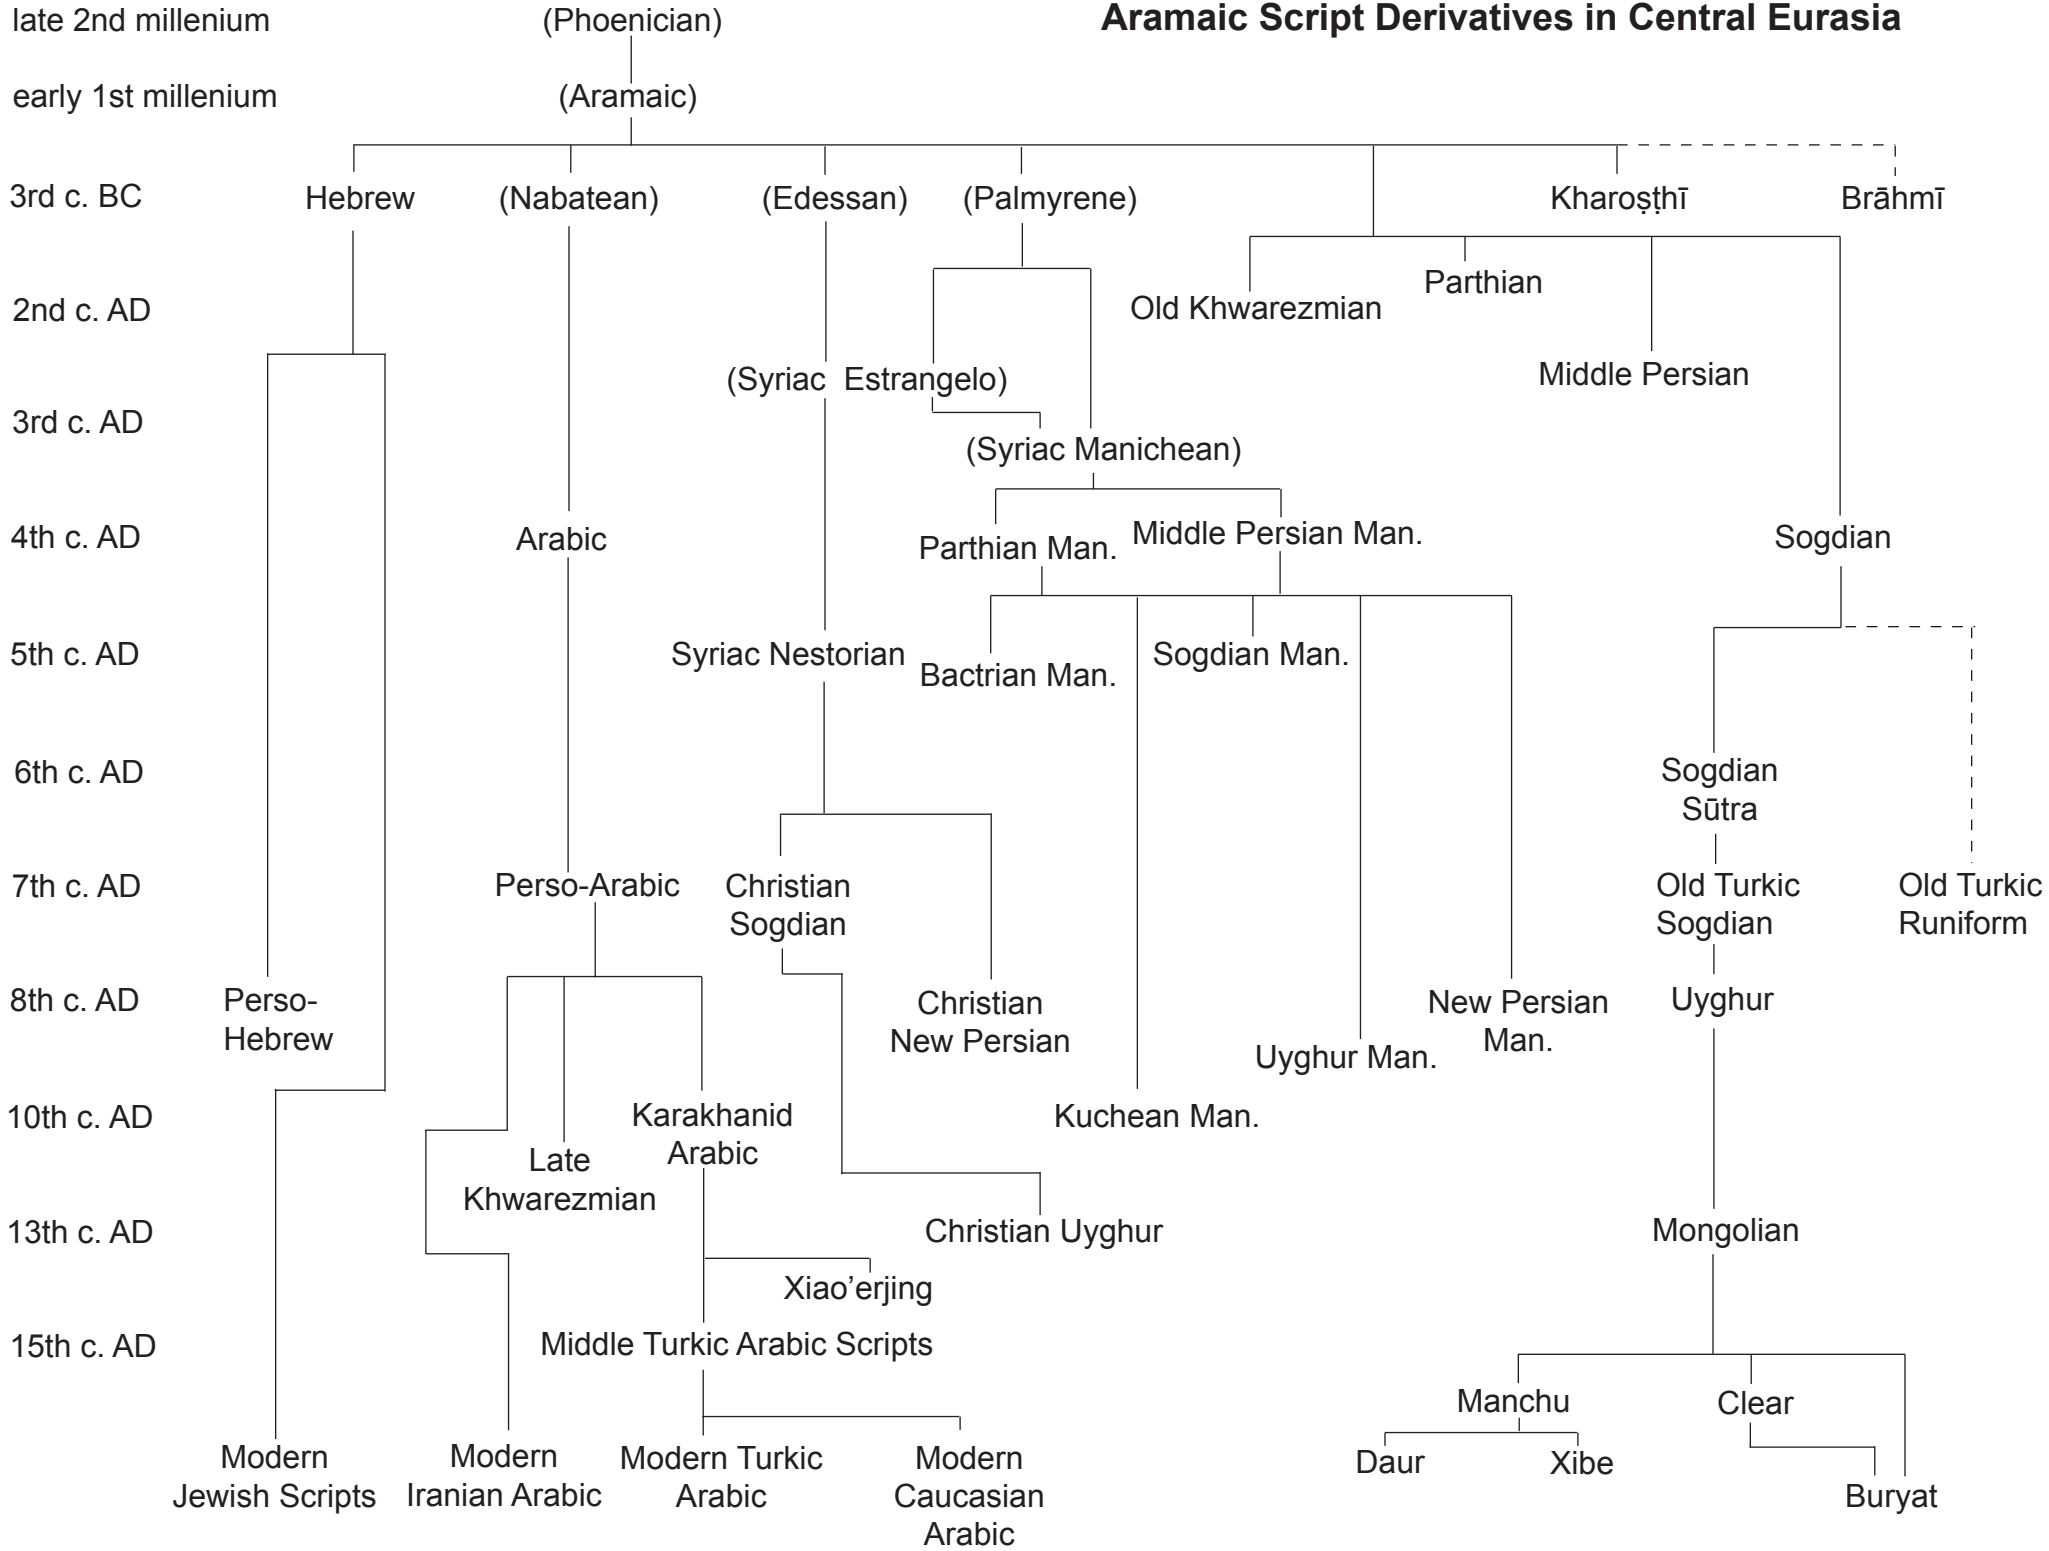 Aramaic Script Derivatives in Central Eurasia
late 2nd millenium
(Phoenician)
early 1st millenium
(Aramaic)
3rd c. BC
Hebrew
(Nabatean)
(Edessan)
(Palmyrene)
Kharoṣṭhī
Brāhmī
Parthian
2nd c. AD
Old Khwarezmian
(Syriac Estrangelo)
Middle Persian
3rd c. AD
(Syriac Manichean)
4th c. AD
Arabic
Parthian Man.
Middle Persian Man.
Sogdian
5th c. AD
Syriac Nestorian
Bactrian Man.
Sogdian Man.
6th c. AD
Sogdian
Sūtra
7th c. AD
Perso-Arabic
Christian
Sogdian
Old Turkic
Sogdian
Old Turkic
Runiform
8th c. AD
Perso-
Hebrew
Christian
New Persian
Uyghur Man.
New Persian
Man.
Uyghur
10th c. AD
Late
Khwarezmian
Karakhanid
Arabic
Kuchean Man.
13th c. AD
Christian Uyghur
Mongolian
Xiao’erjing
15th c. AD
Middle Turkic Arabic Scripts
Manchu
Clear
Modern
Jewish Scripts
Modern
Iranian Arabic
Modern Turkic
Arabic
Modern
Caucasian
Arabic
Daur
Xibe
Buryat